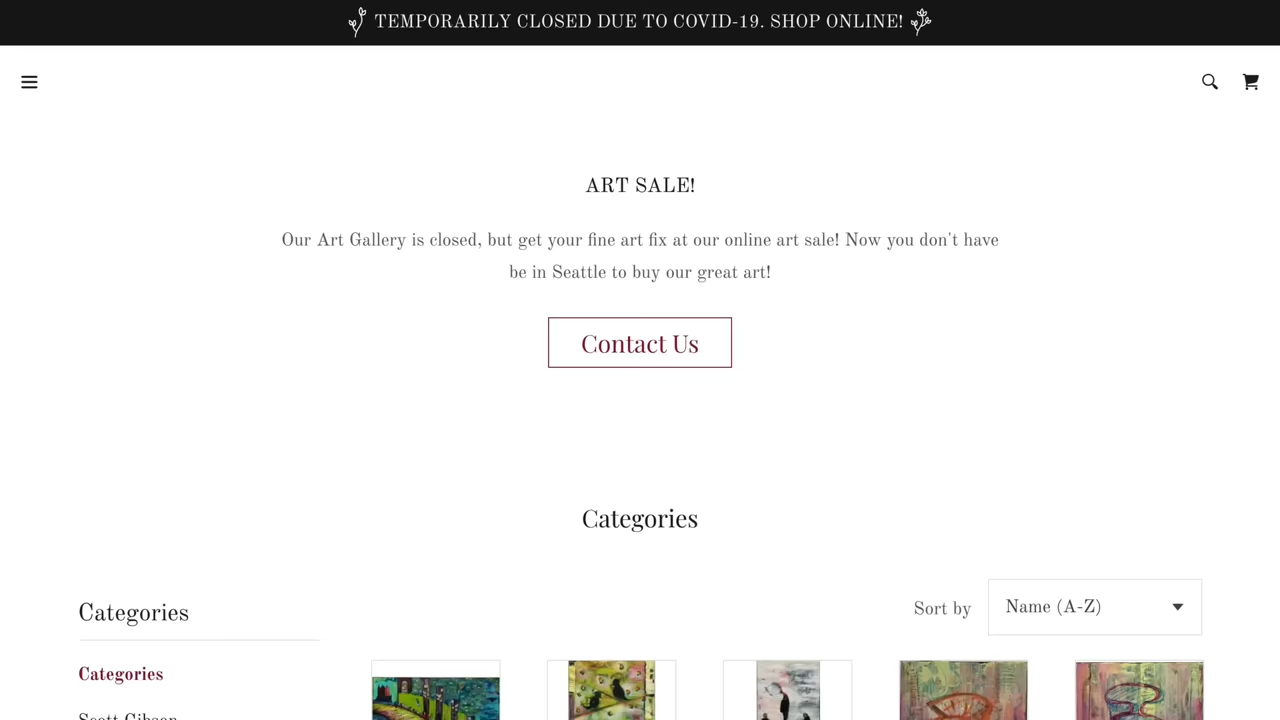 TEMPORARILY CLOSED DUE TO COVID-19. SHOP ONLINE!
ART SALE!
Our Art Gallery is closed, but get your fine art fix at our online art sale! Now you don't have
be in Seattle to buy our great art!
Contact Us
Categories
Categories
Sort by
Name (A-Z)
Categories
Scott Gibson